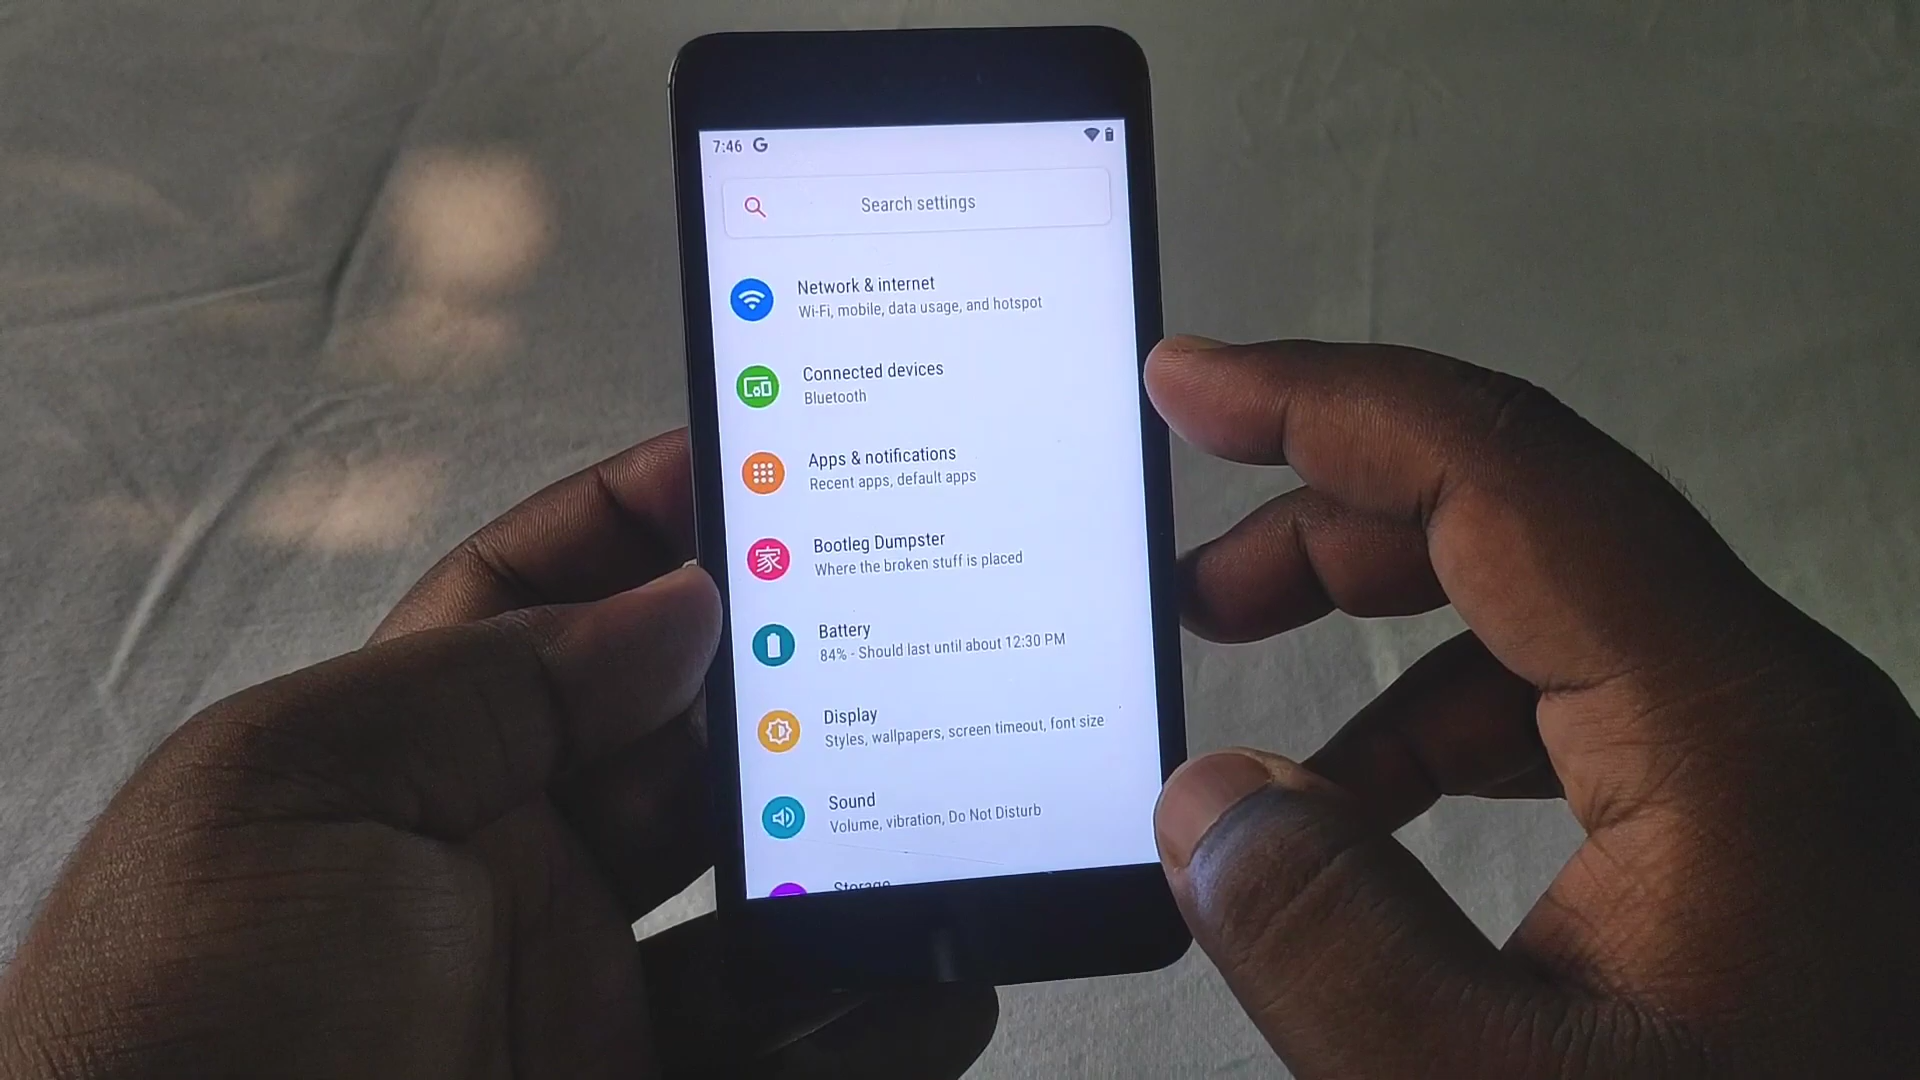 7:46 G
Search settings
Network & internet
Wi-Fi, mobile, data usage, and hotspot
Connected devices
Bluetooth
Apps & notifications
Recent apps, default apps
家
Bootleg Dumpster
Where the broken stuff is placed
Battery
84% - Should last until about 12:30 PM
Display
Styles, wallpapers, screen timeout, font size
Sound
Volume, vibration, Do Not Disturb
Storage